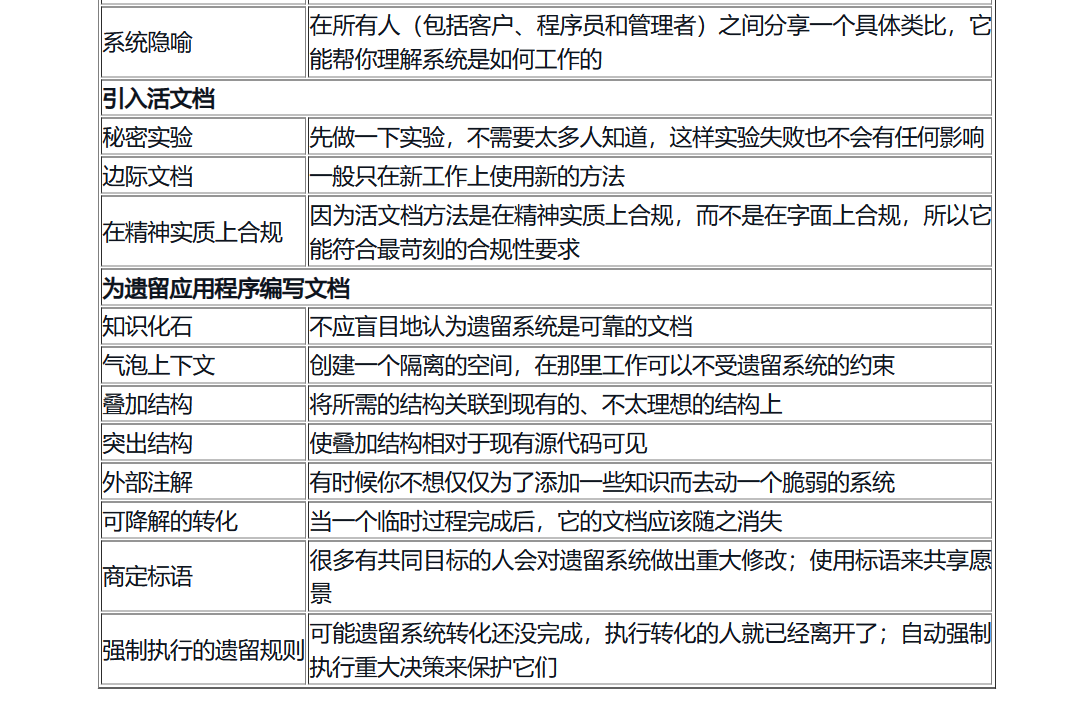 系统隐喻
在所有人（包括客户、程序员和管理者）之间分享一个具体类比，它
能帮你理解系统是如何工作的
引入活文档
秘密实验
先做一下实验，不需要太多人知道，这样实验失败也不会有任何影响
边际文档
一般只在新工作上使用新的方法
在精神实质上合规
因为活文档方法是在精神实质上合规，而不是在字面上合规，所以它
能符合最苛刻的合规性要求
为遗留应用程序编写文档
知识化石
不应盲目地认为遗留系统是可靠的文档
气泡上下文
创建一个隔离的空间，在那里工作可以不受遗留系统的约束
叠加结构
将所需的结构关联到现有的、不太理想的结构上
突出结构
使叠加结构相对于现有源代码可见
外部注解
有时候你不想仅仅为了添加一些知识而去动一个脆弱的系统
可降解的转化
当一个临时过程完成后，它的文档应该随之消失
商定标语
很多有共同目标的人会对遗留系统做出重大修改；使用标语来共享愿
景
强制执行的遗留规则
可能遗留系统转化还没完成，执行转化的人就已经离开了；自动强制
执行重大决策来保护它们